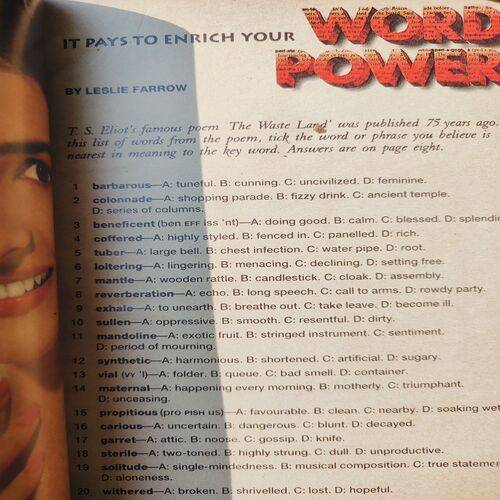 IT PAYS TO ENRICH YOUR WORD
POWER
BY LESLIE FARROW
T. S. Eliot's famous poem 'The Waste Land' was published 75 years ago.
this list of words from the poem, tick the word or phrase you believe is
nearest in meaning to the key word. Answers are on page eight.
1 barbarous—A: tuneful. B: cunning. C: uncivilized. D: feminine.
2 colonnade—A: shopping parade. B: fizzy drink. C: ancient temple.
D: series of columns.
3 beneficent (ben EFF iss 'nt)—A: doing good. B: calm. C: blessed. D: splendid
4 coffered—A: highly styled. B: fenced in. C: panelled. D: rich.
5 tuber—A: large bell. B: chest infection. C: water pipe. D: root.
6 loitering—A: lingering. B: menacing. C: declining. D: setting free.
7 mantle—A: wooden rattle. B: candlestick. C: cloak. D: assembly.
8 reverberation—A: echo. B: long speech. C: call to arms. D: rowdy party.
9 exhale—A: to unearth. B: breathe out. C: take leave. D: become ill.
10 sullen—A: oppressive. B: smooth. C: resentful. D: dirty.
11 mandoline—A: exotic fruit. B: stringed instrument. C: sentiment.
D: period of mourning.
12 synthetic—A: harmonous. B: shortened. C: artificial. D: sugary.
13 vial (VY 'l)—A: folder. B: queue. C: bad smell. D: container.
14 maternal—A: happening every morning. B: motherly. C: triumphant.
D: unceasing.
15 propitious (pro PISH us)—A: favourable. B: clean. C: nearby. D: soaking wet
16 carious—A: uncertain. B: dangerous. C: blunt. D: decayed.
17 garret—A: attic. B: noose. C: gossip. D: knife.
18 sterile—A: two-toned. B: highly strung. C: dull. D: unproductive.
19 solitude—A: single-mindedness. B: musical composition. C: true statement
D: aloneness.
20 withered—A: broken. B: shrivelled. C: lost. D: hopeful.